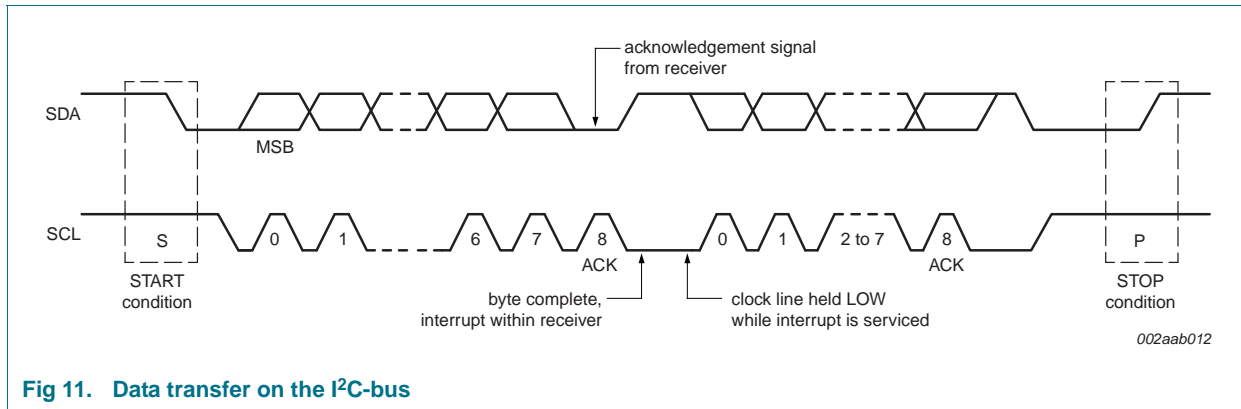 acknowledgement signal
from receiver
SDA
MSB
SCL
S
0
1
6
7
8
0
1
2 to 7
8
P
ACK
ACK
START
condition
byte complete,
interrupt within receiver
clock line held LOW
while interrupt is serviced
STOP
condition
002aab012
Fig 11. Data transfer on the I²C-bus